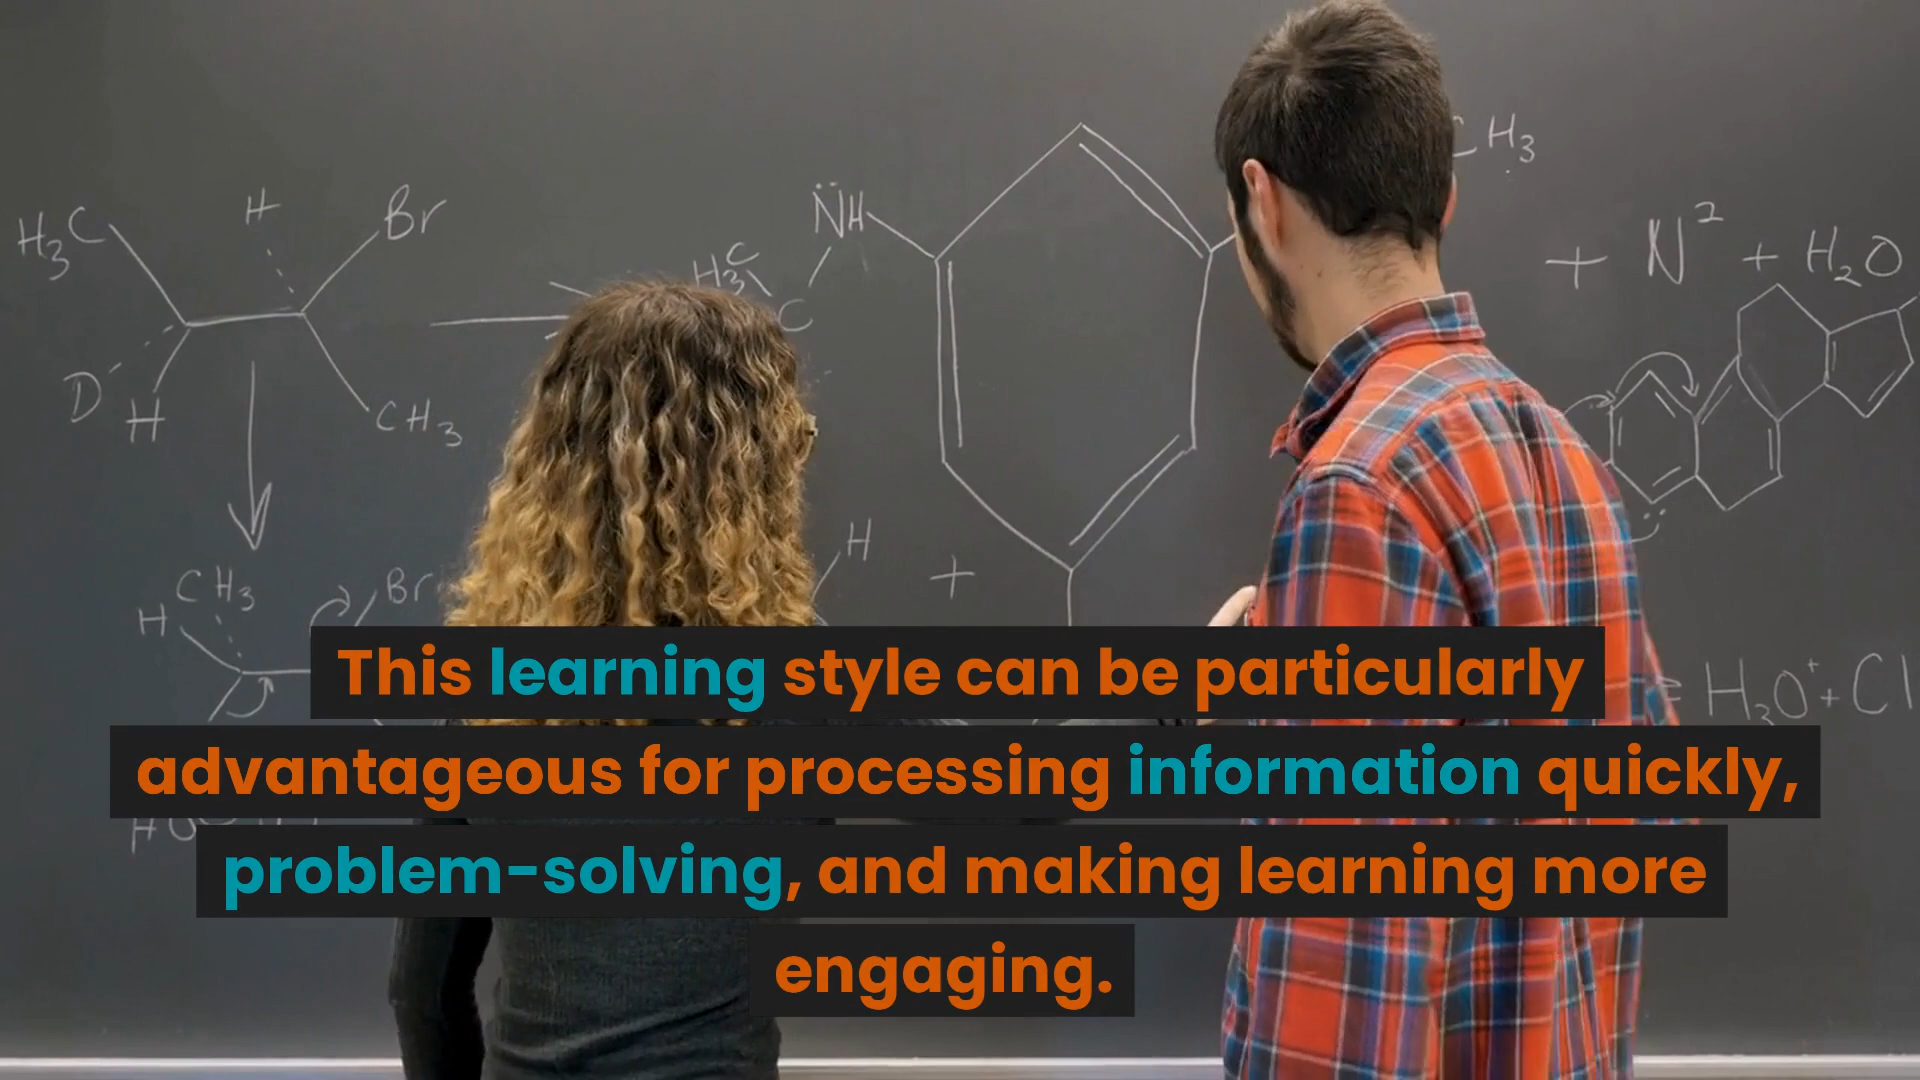 CH3
H Br
NH
H3C
H3C
+ N2 + H2O
C
D
H
CH3
H
+
CH3
Br
H
This learning style can be particularly
H3O+ + Cl
advantageous for processing information quickly,
problem-solving, and making learning more
engaging.